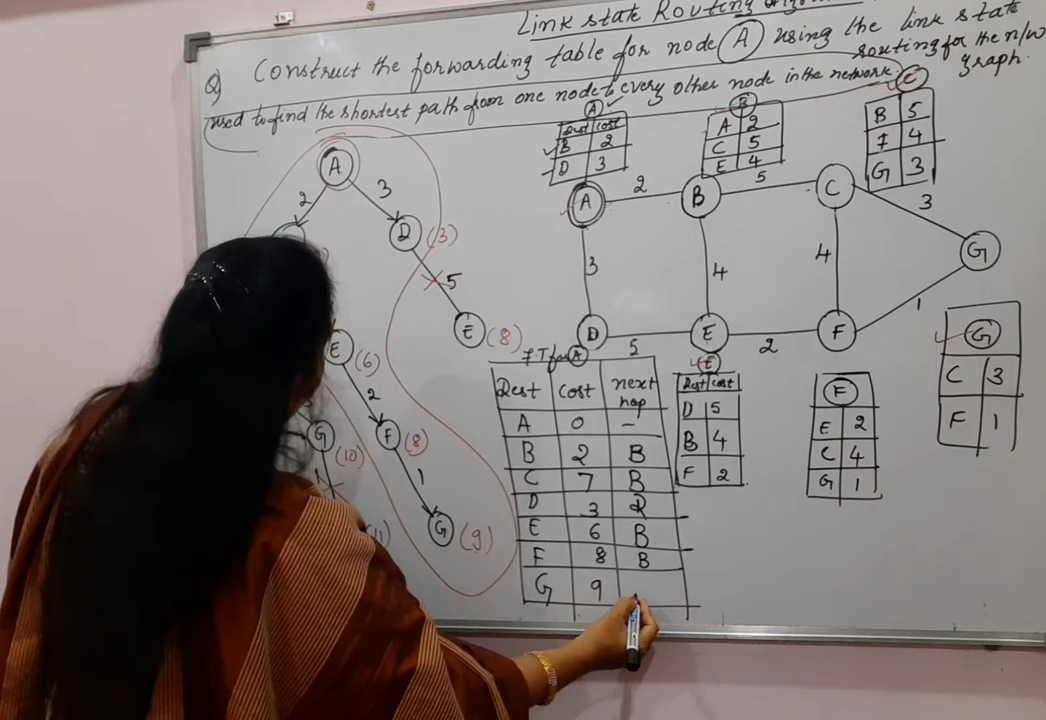 Link state Routing
Q) Construct the forwarding table for node A using the link state
routing for the n/w
graph.
used to find the shortest path from one node to every other node in the network
A
2
3
D (3)
5
E (8)
E (6)
2
F (8)
1
G (9)
G (10)
(11)
A
Dest cost
B 2
D 3
B
A 2
C 5
E 4
C
B 5
F 4
G 3
A 2 B 5 C
3
G
3
4
4
1
D 5 E 2 F
F.T for A
Dest Cost next hop
A 0 -
B 2 B
C 7 B
D 3 D
E 6 B
F 8 B
G 9
E
Dest cost
D 5
B 4
F 2
F
E 2
C 4
G 1
G
C 3
F 1